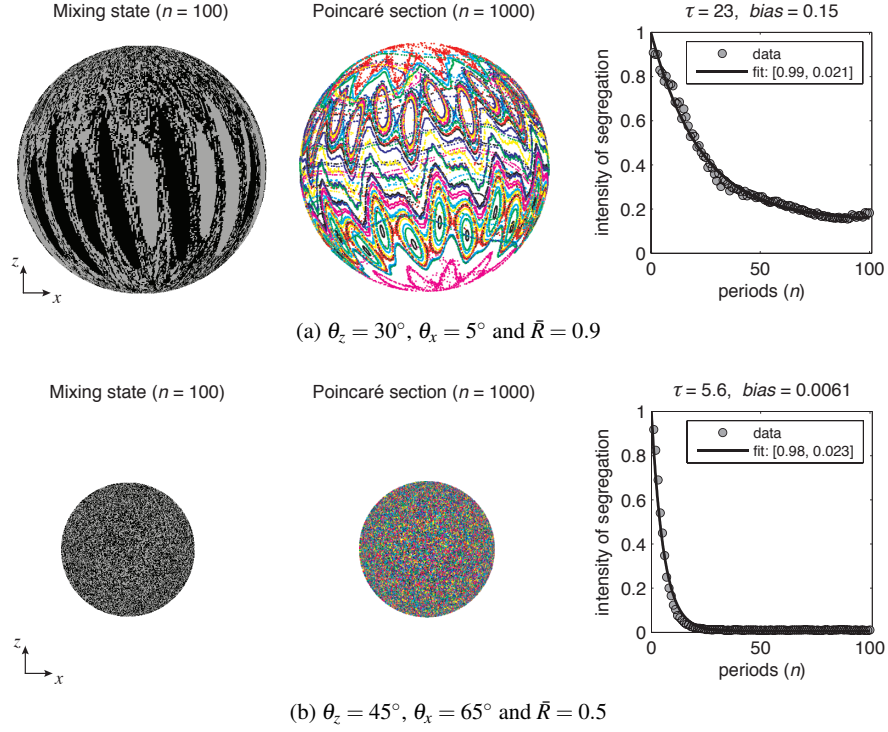 Mixing state (n = 100)
Poincaré section (n = 1000)
τ = 23, bias = 0.15
1
0.8
0.6
0.4
0.2
0
intensity of segregation
data
fit: [0.99, 0.021]
0
50
100
periods (n)
z
x
(a) θz = 30°, θx = 5° and R̄ = 0.9
Mixing state (n = 100)
Poincaré section (n = 1000)
τ = 5.6, bias = 0.0061
1
0.8
0.6
0.4
0.2
0
intensity of segregation
data
fit: [0.98, 0.023]
0
50
100
periods (n)
z
x
(b) θz = 45°, θx = 65° and R̄ = 0.5